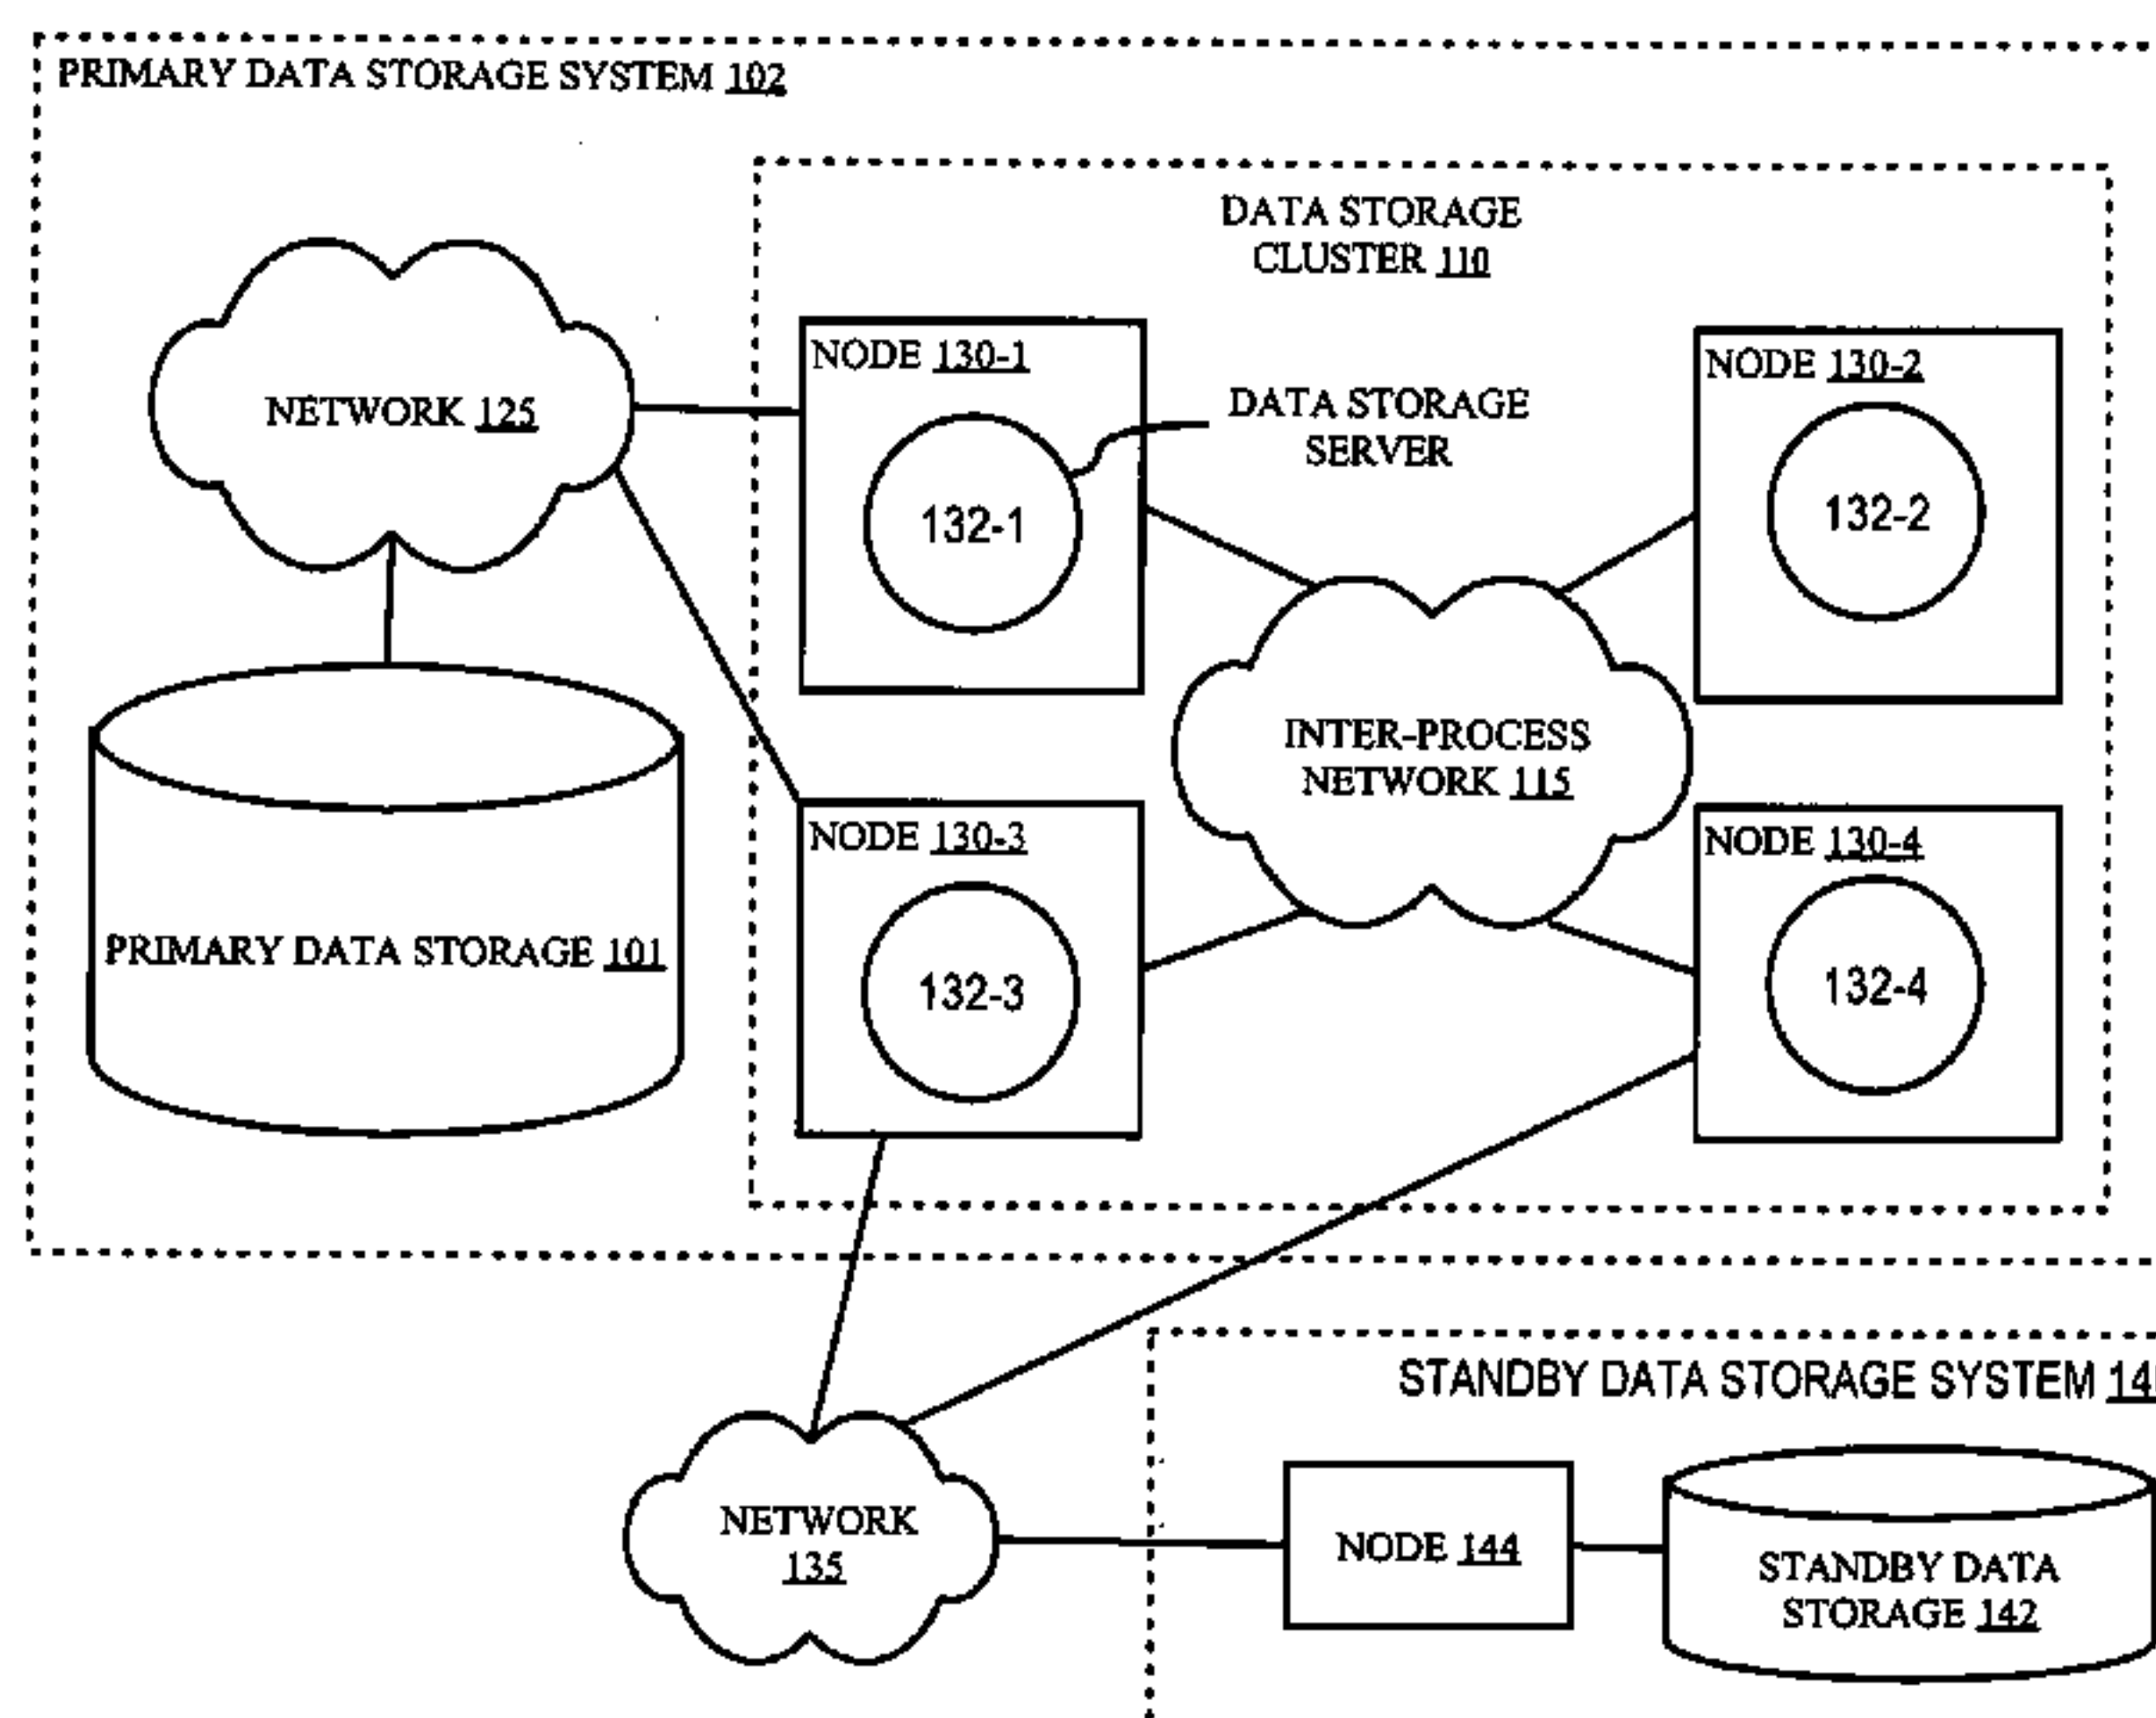 PRIMARY DATA STORAGE SYSTEM 102
DATA STORAGE
CLUSTER 110
NETWORK 125
NODE 130-1
DATA STORAGE
SERVER
132-1
NODE 130-2
132-2
INTER-PROCESS
NETWORK 115
PRIMARY DATA STORAGE 101
NODE 130-3
132-3
NODE 130-4
132-4
STANDBY DATA STORAGE SYSTEM
NETWORK
135
NODE 144
STANDBY DATA
STORAGE 142